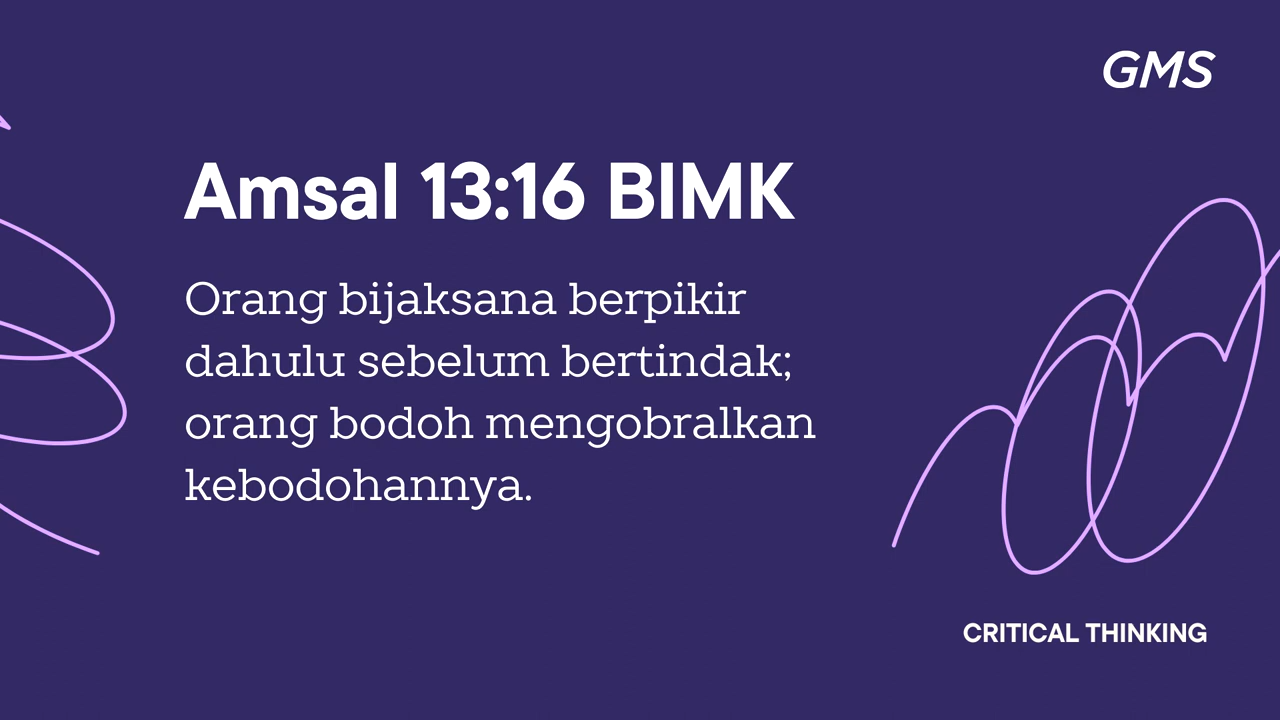 GMS
Amsal 13:16 BIMK
Orang bijaksana berpikir
dahulu sebelum bertindak;
orang bodoh mengobralkan
kebodohannya.
CRITICAL THINKING